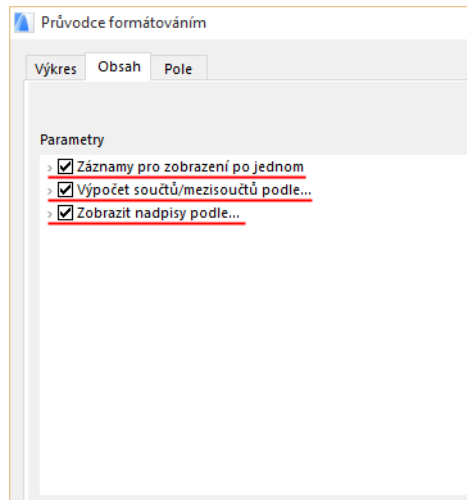 Průvodce formátováním
Výkres Obsah Pole
Parametry
Záznamy pro zobrazení po jednom
Výpočet součtů/mezisoučtů podle...
Zobrazit nadpisy podle...